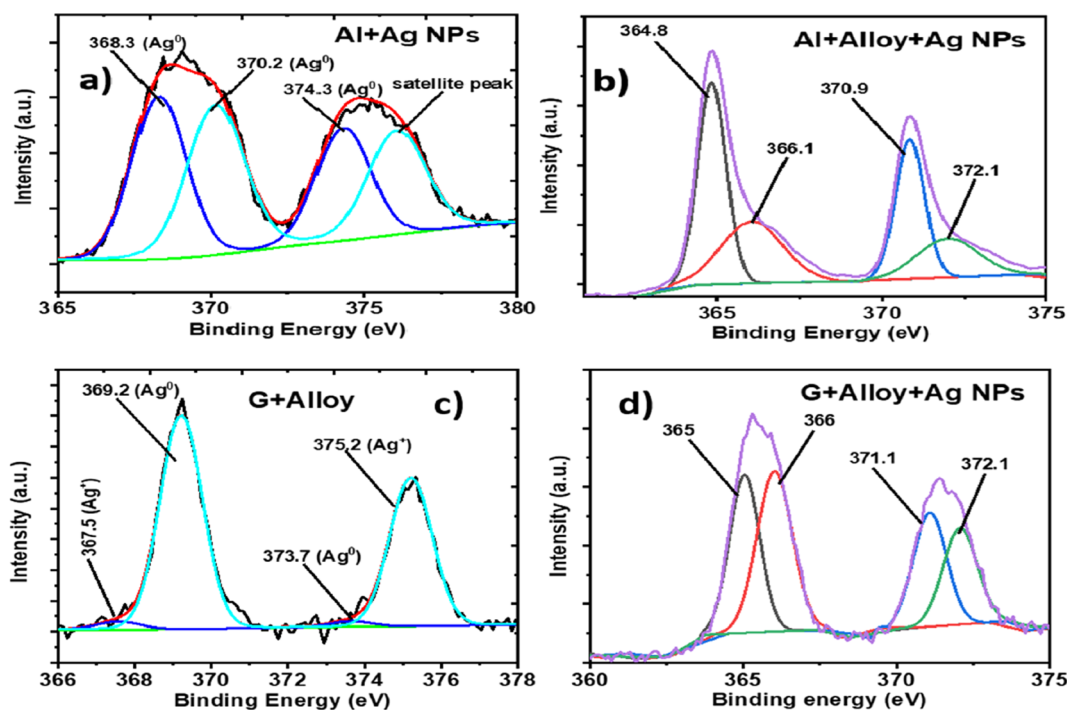 Al+Ag NPs
a)
368.3 (Ag⁰)
370.2 (Ag⁰)
374.3 (Ag⁰)
satellite peak
Intensity (a.u.)
365 370 375 380
Binding Energy (eV)
Al+Alloy+Ag NPs
b)
364.8
366.1
370.9
372.1
Intensity (a.u.)
365 370 375
Binding Energy (eV)
G+Alloy
c)
369.2 (Ag⁰)
367.5 (Ag⁺)
375.2 (Ag⁺)
373.7 (Ag⁰)
Intensity (a.u.)
366 368 370 372 374 376 378
Binding Energy (eV)
G+Alloy+Ag NPs
d)
365
366
371.1
372.1
Intensity (a.u.)
360 365 370 375
Binding energy (eV)